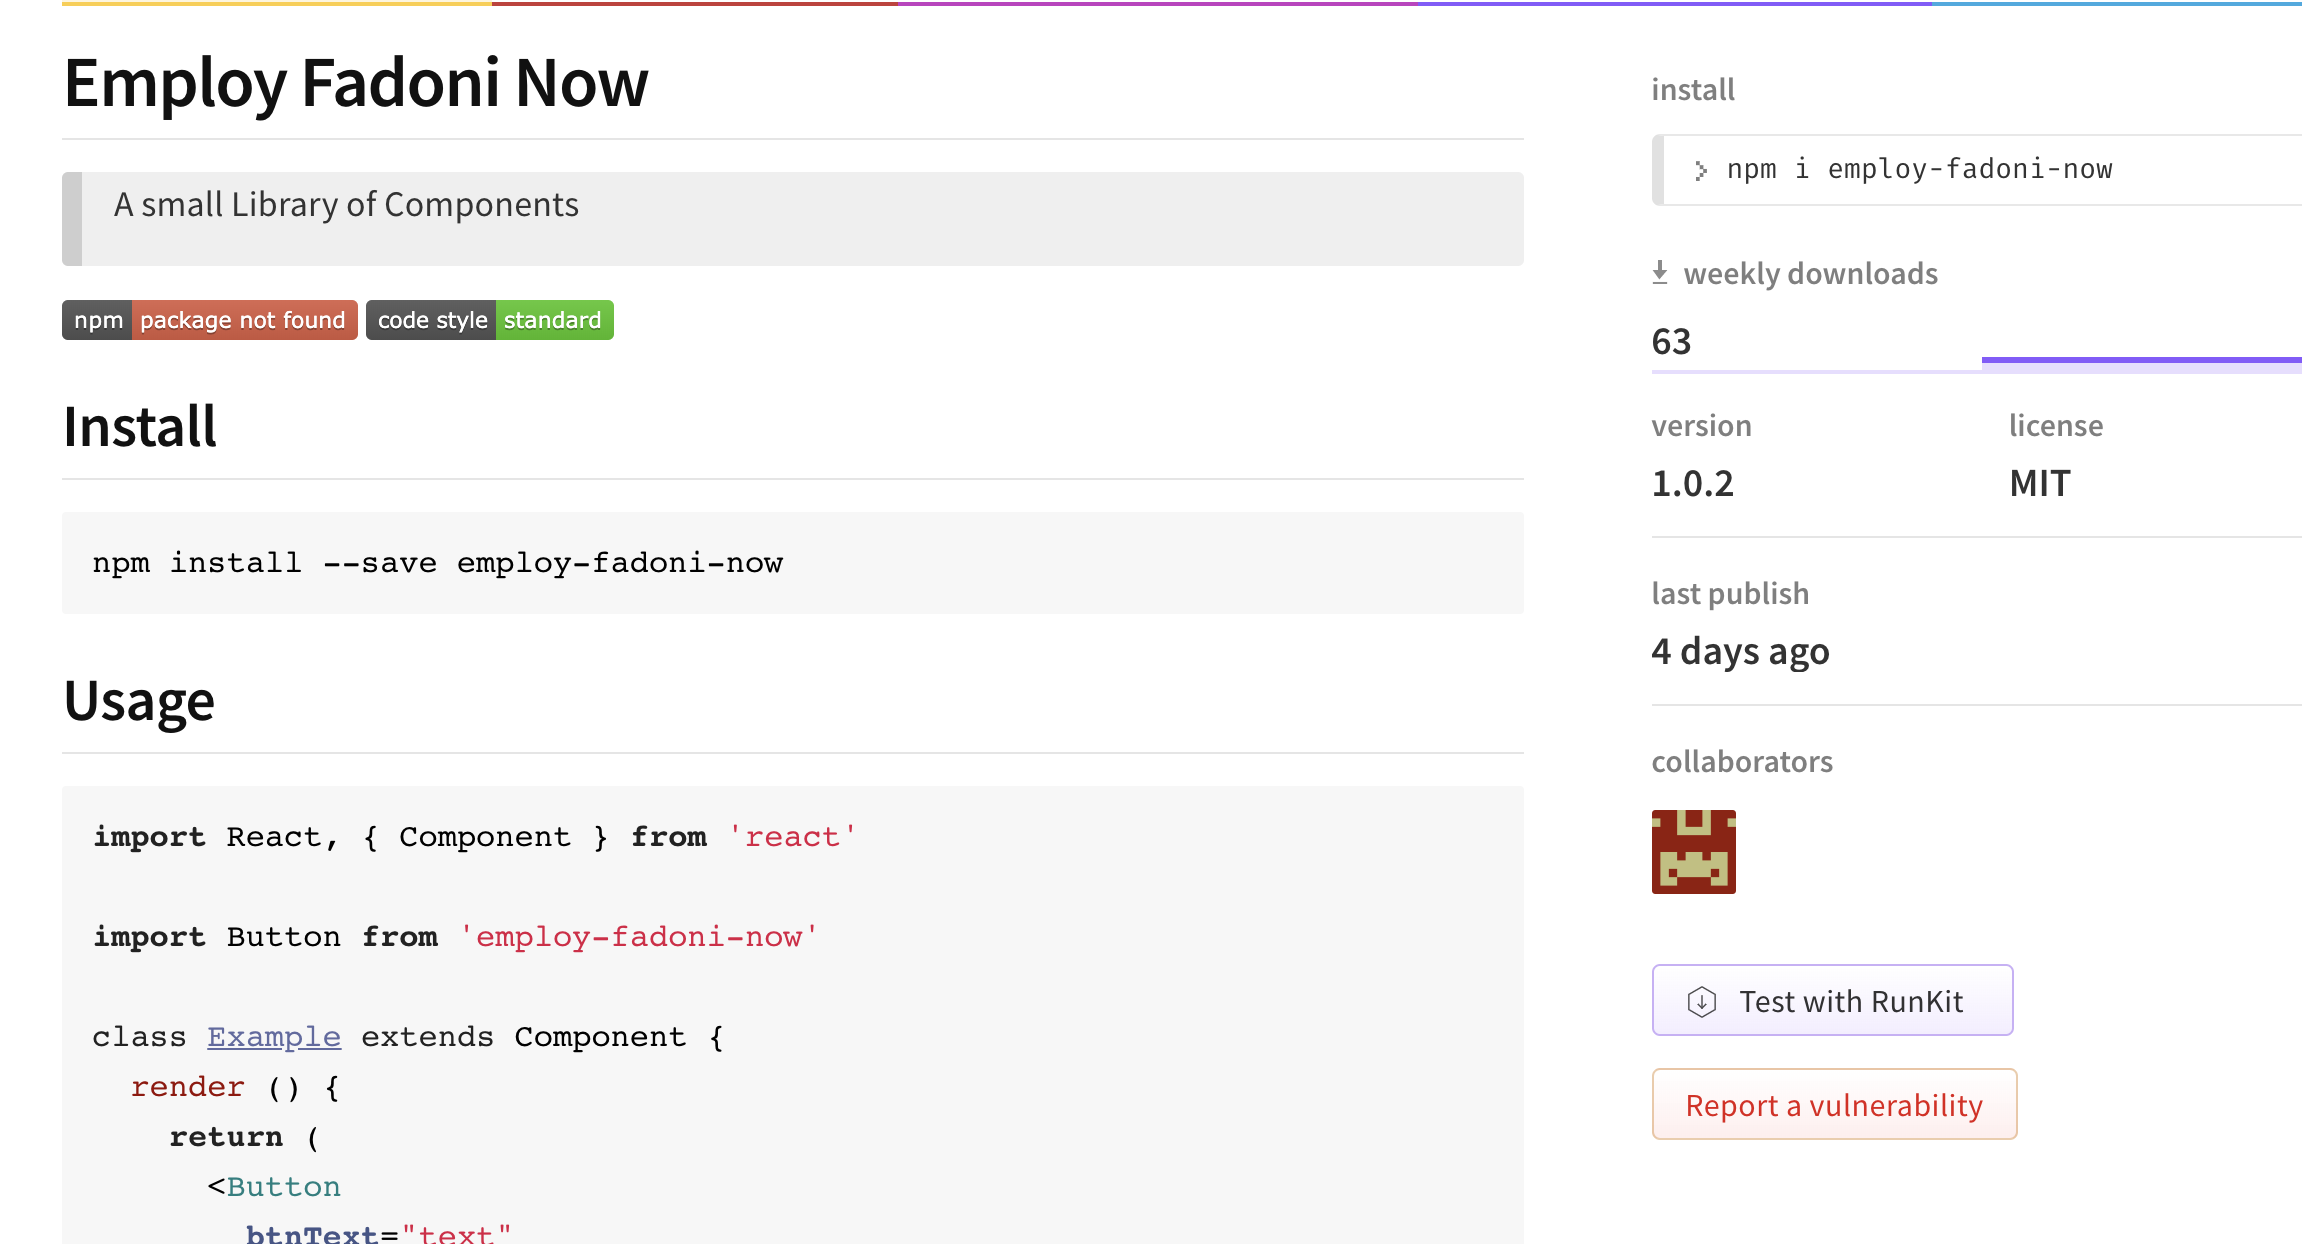 Employ Fadoni Now
A small Library of Components
npm package not found code style standard
Install
npm install --save employ-fadoni-now
Usage
import React, { Component } from 'react'
import Button from 'employ-fadoni-now'
class Example extends Component {
render () {
return (
<Button
btnText="text"
install
npm i employ-fadoni-now
weekly downloads
63
version license
1.0.2 MIT
last publish
4 days ago
collaborators
Test with RunKit
Report a vulnerability